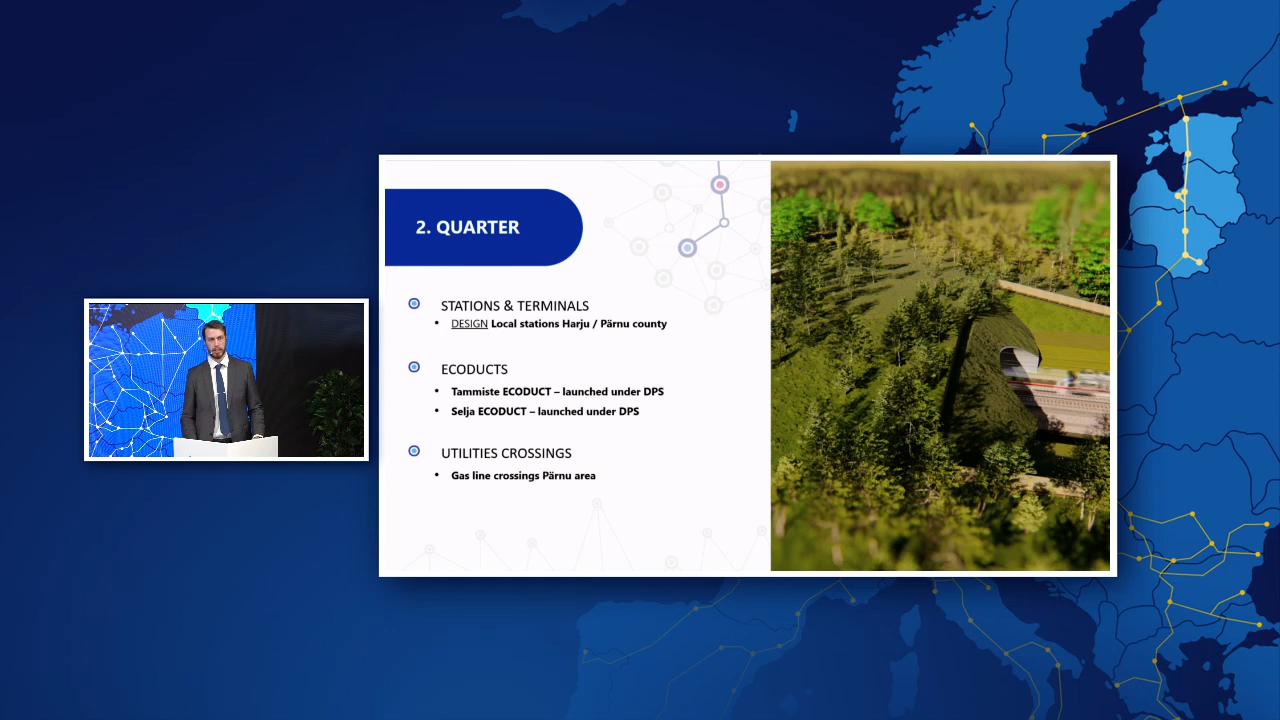 2. QUARTER
STATIONS & TERMINALS
• DESIGN Local stations Harju / Pärnu county
ECODUCTS
• Tammiste ECODUCT – launched under DPS
• Selja ECODUCT – launched under DPS
UTILITIES CROSSINGS
• Gas line crossings Pärnu area